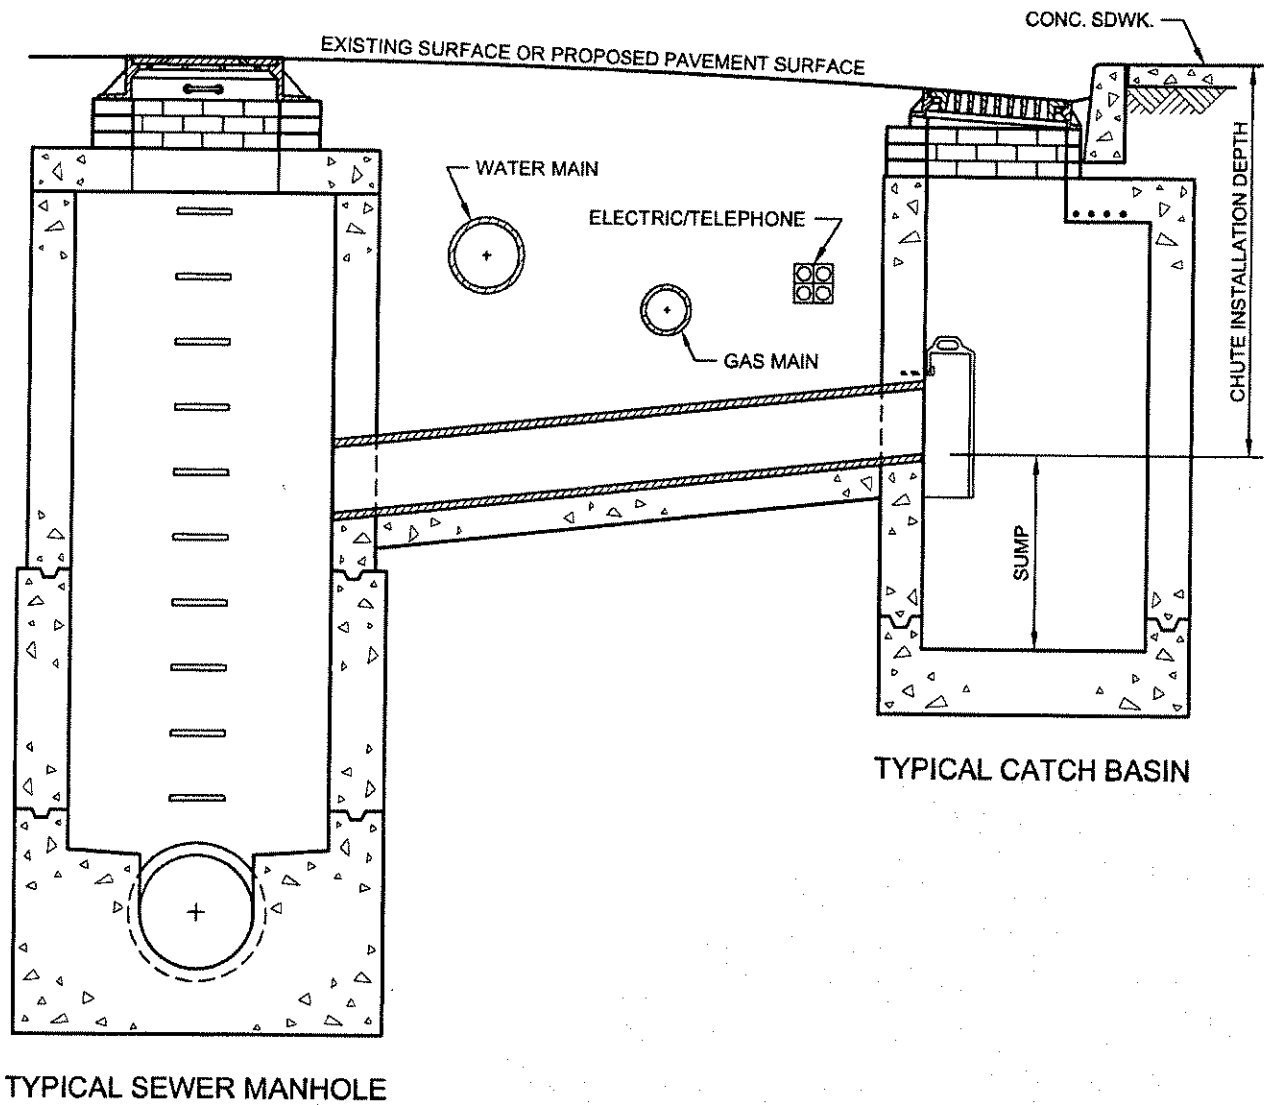 CONC. SDWK.
EXISTING SURFACE OR PROPOSED PAVEMENT SURFACE
WATER MAIN
ELECTRIC/TELEPHONE
GAS MAIN
CHUTE INSTALLATION DEPTH
SUMP
TYPICAL CATCH BASIN
TYPICAL SEWER MANHOLE